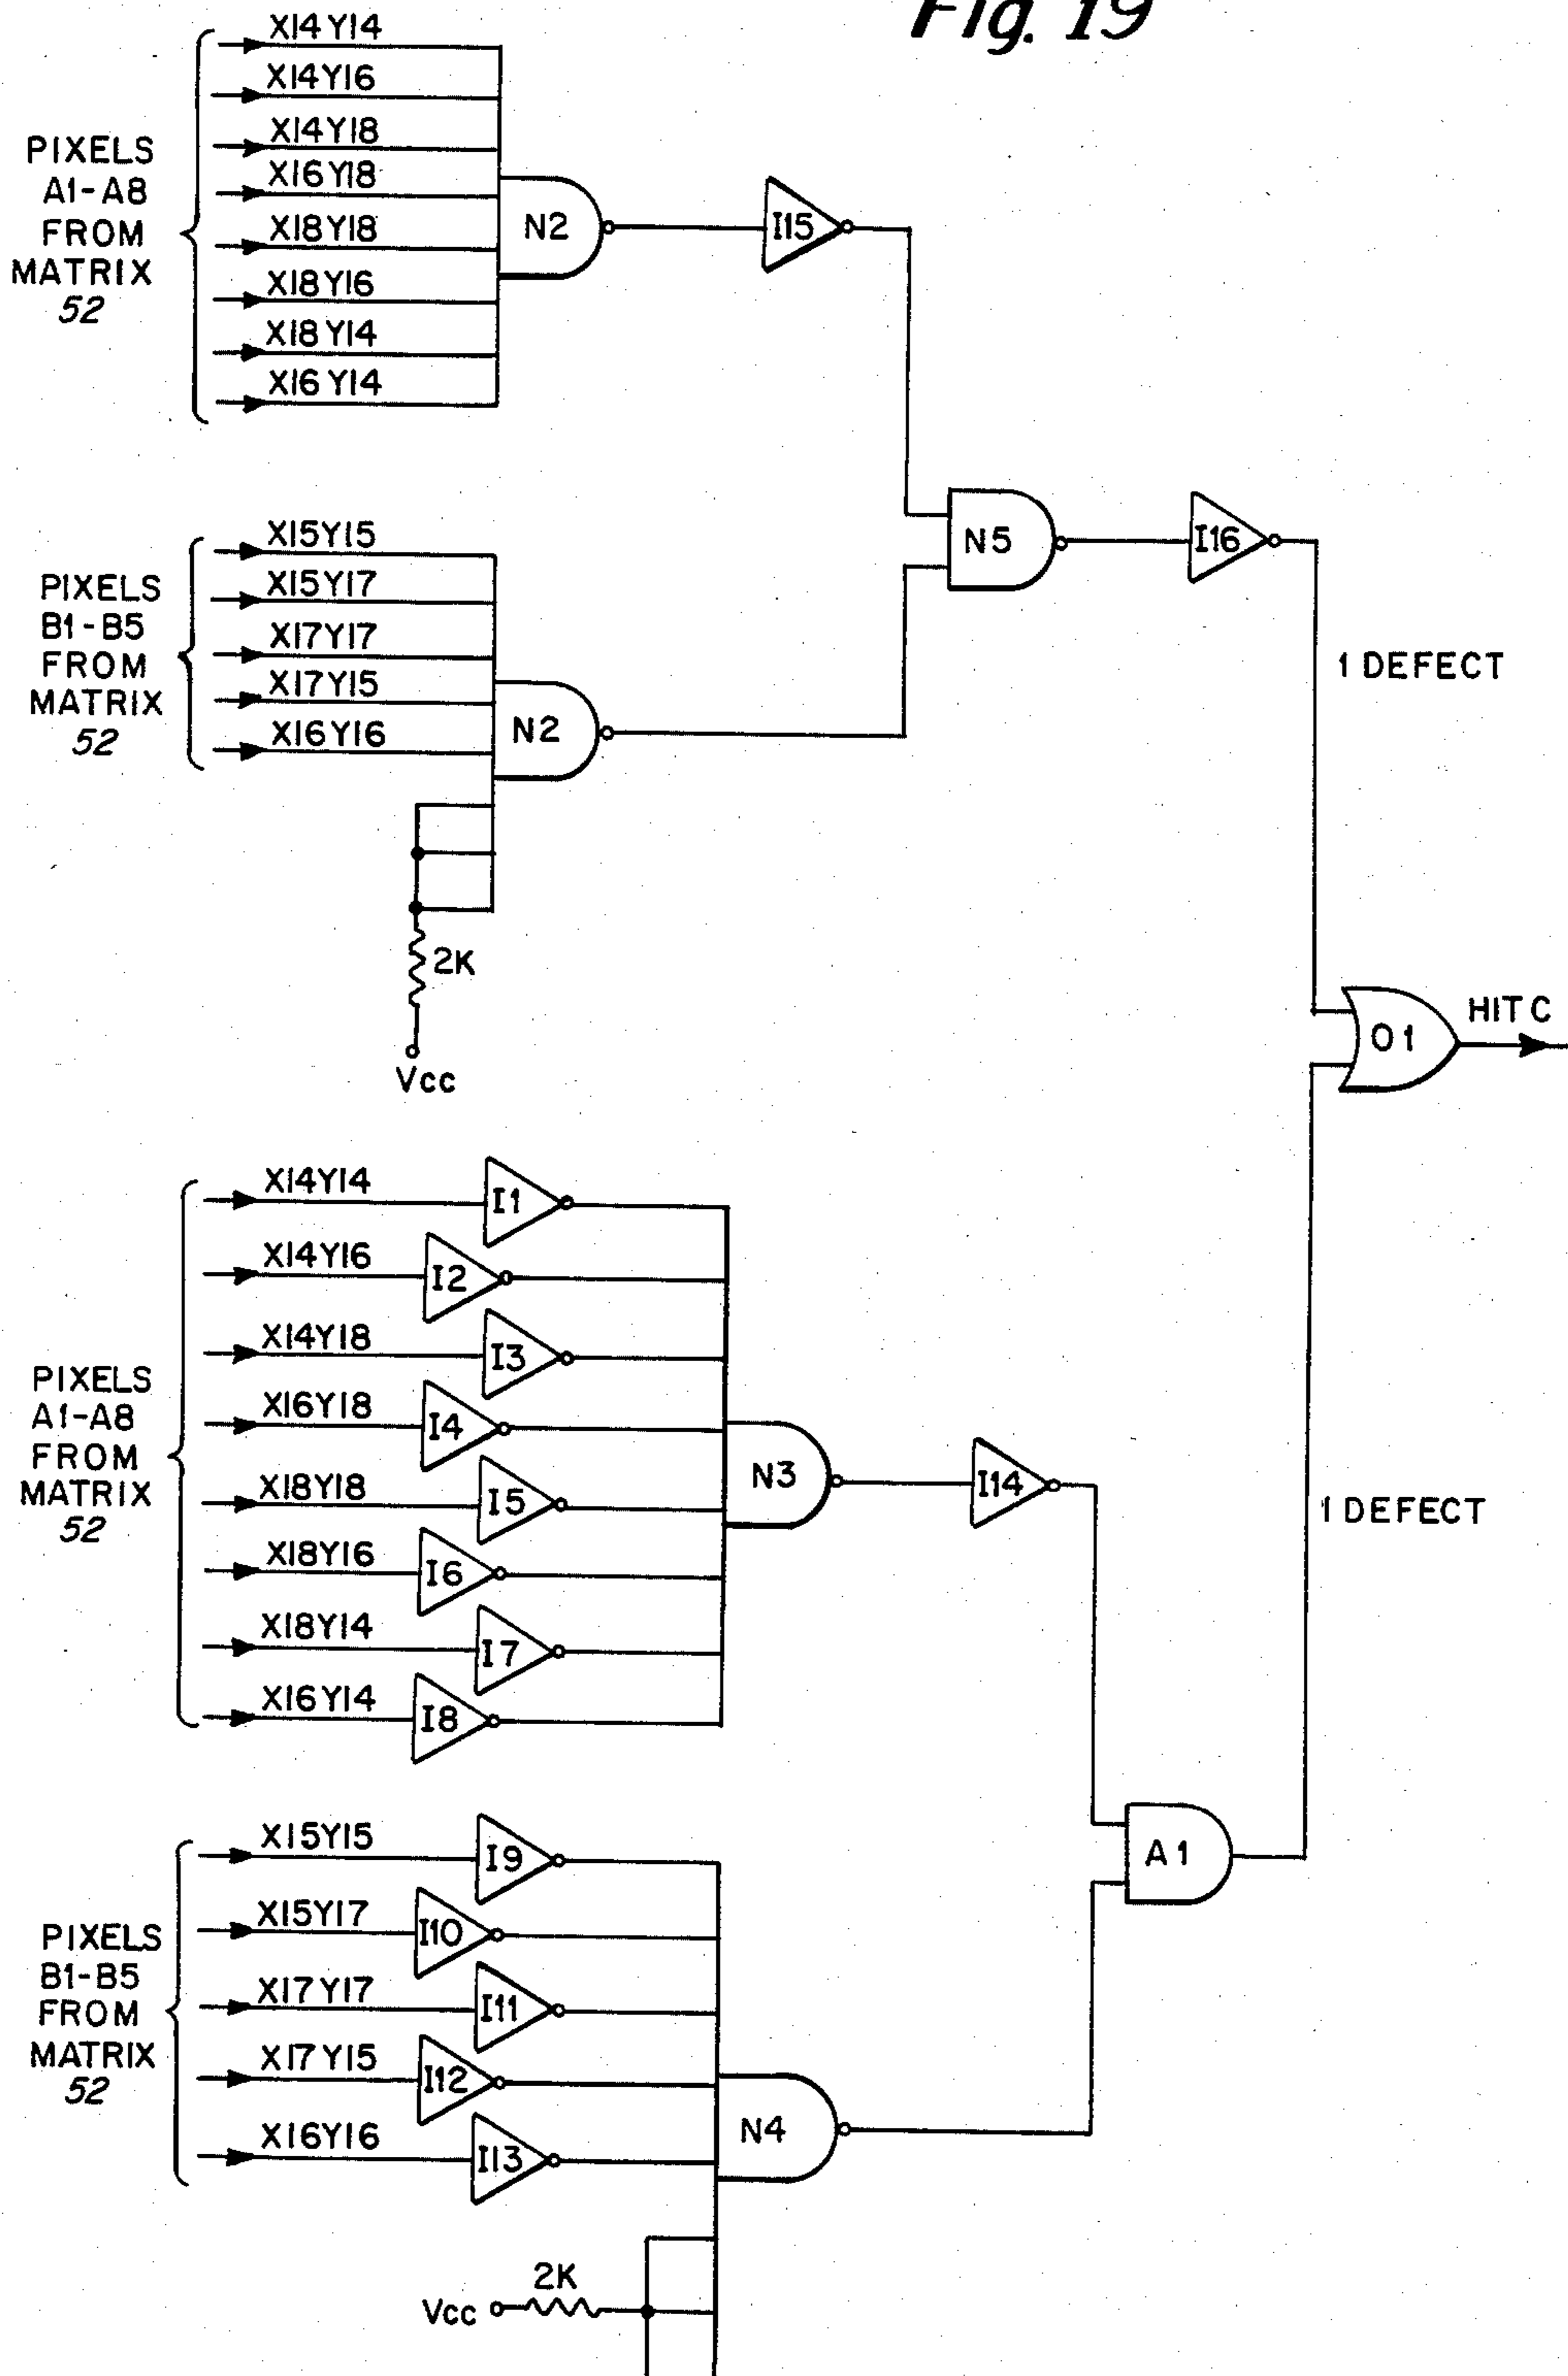 Fig. 19
X14Y14
X14Y16
X14Y18
X16Y18
X18Y18
X18Y16
X18Y14
X16Y14
PIXELS
A1-A8
FROM
MATRIX
52
N2
I15
X15Y15
X15Y17
X17Y17
X17Y15
X16Y16
PIXELS
B1-B5
FROM
MATRIX
52
N2
2K
Vcc
N5
I16
1 DEFECT
O1
HIT C
X14Y14
X14Y16
X14Y18
X16Y18
X18Y18
X18Y16
X18Y14
X16Y14
PIXELS
A1-A8
FROM
MATRIX
52
I1
I2
I3
I4
I5
I6
I7
I8
N3
I14
1 DEFECT
A1
X15Y15
X15Y17
X17Y17
X17Y15
X16Y16
PIXELS
B1-B5
FROM
MATRIX
52
I9
I10
I11
I12
I13
N4
2K
Vcc